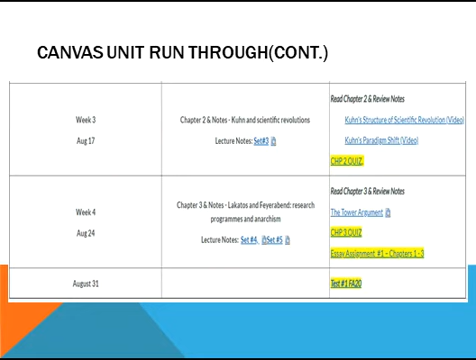 CANVAS UNIT RUN THROUGH(CONT.)
Week 3
Aug 17
Chapter 2 & Notes - Kuhn and scientific revolutions
Lecture Notes: Set#3
Read Chapter 2 & Review Notes
Kuhn's Structure of Scientific Revolution (Video)
Kuhn's Paradigm Shift (Video)
CHP 2 QUIZ.
Week 4
Aug 24
Chapter 3 & Notes - Lakatos and Feyerabend: research
programmes and anarchism
Lecture Notes: Set #4, Set #5
Read Chapter 3 & Review Notes
The Tower Argument
CHP 3 QUIZ
Essay Assignment #1 - Chapters 1 - 3
August 31
Test #1 FA20